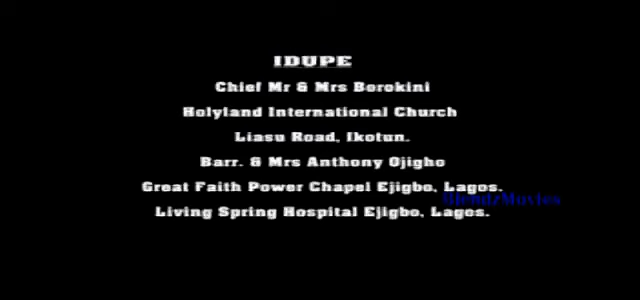 IDUPE
Chief Mr & Mrs Borokini
Holyland International Church
Liasu Road, Ikotun.
Barr. & Mrs Anthony Ojigho
Great Faith Power Chapel Ejigbo, Lagos.
Living Spring Hospital Ejigbo, Lagos.